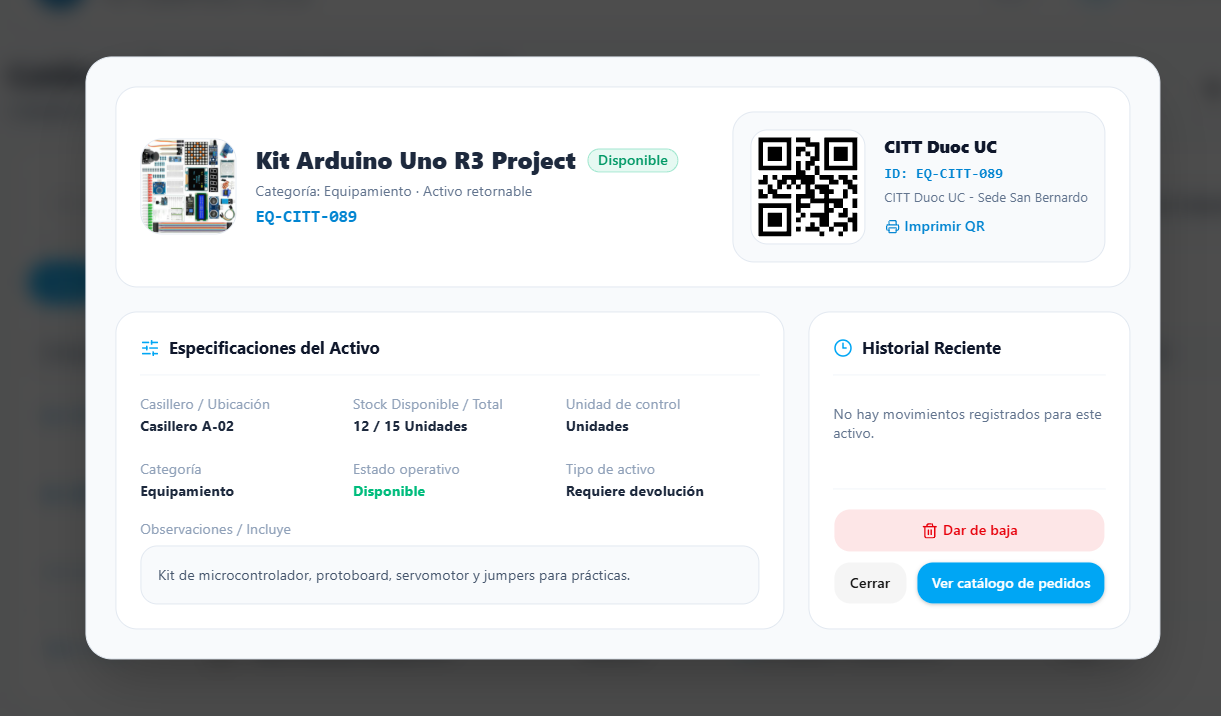 Kit Arduino Uno R3 Project
Disponible
Categoría: Equipamiento · Activo retornable
EQ-CITT-089
CITT Duoc UC
ID: EQ-CITT-089
CITT Duoc UC - Sede San Bernardo
Imprimir QR
Especificaciones del Activo
Casillero / Ubicación
Casillero A-02
Stock Disponible / Total
12 / 15 Unidades
Unidad de control
Unidades
Categoría
Equipamiento
Estado operativo
Disponible
Tipo de activo
Requiere devolución
Observaciones / Incluye
Kit de microcontrolador, protoboard, servomotor y jumpers para prácticas.
Historial Reciente
No hay movimientos registrados para este
activo.
Dar de baja
Cerrar
Ver catálogo de pedidos